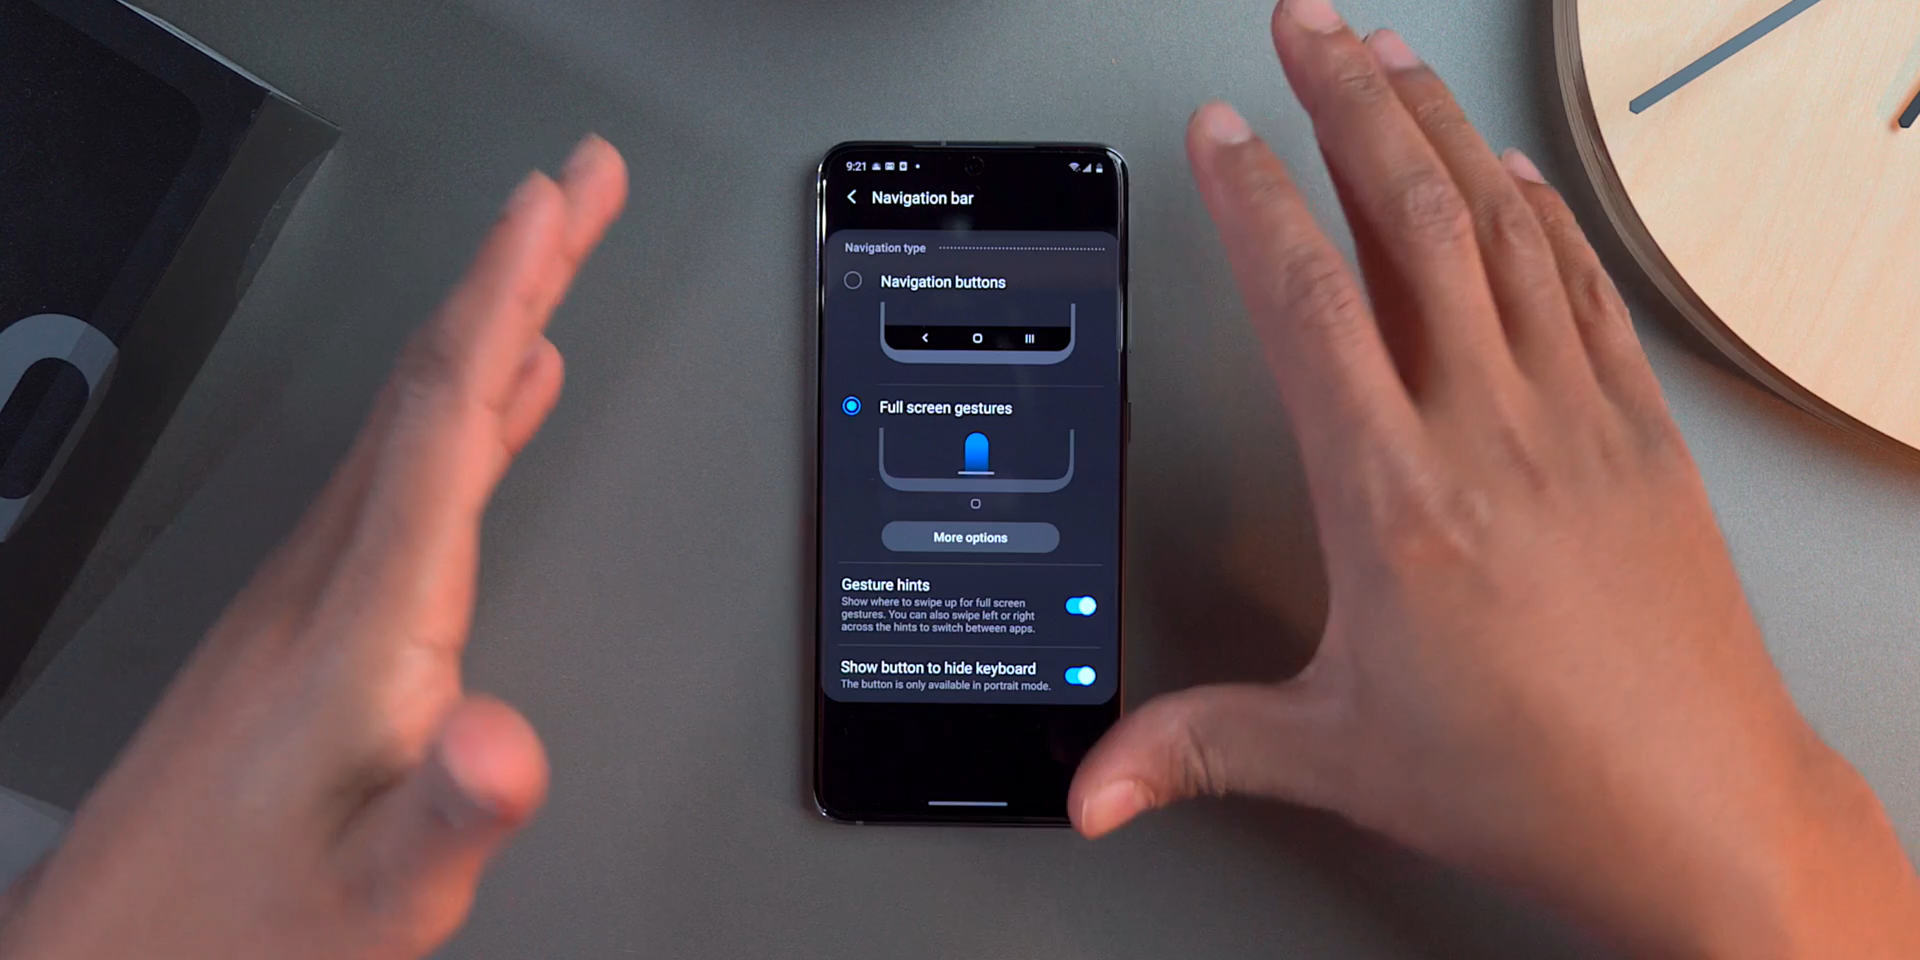 9:21
Navigation bar
Navigation type
Navigation buttons
Full screen gestures
More options
Gesture hints
Show where to swipe up for full screen
gestures. You can also swipe left or right
across the hints to switch between apps.
Show button to hide keyboard
The button is only available in portrait mode.